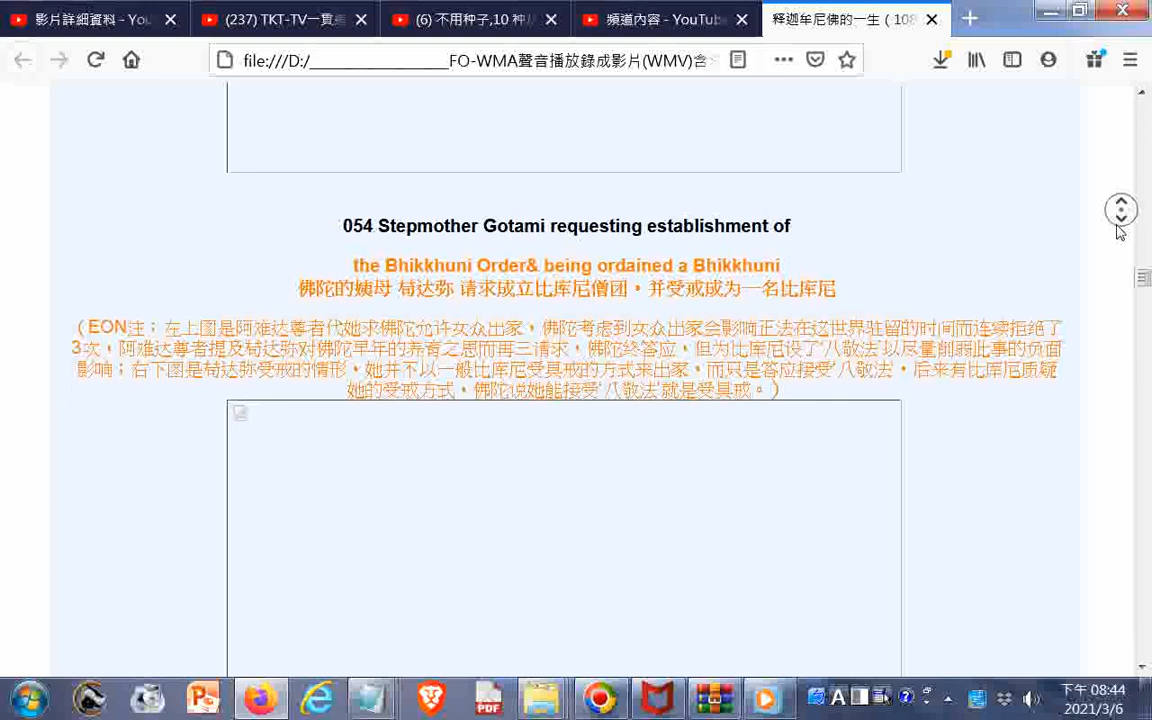 影片詳細資料 - You
(237) TKT-TV一貫
(6) 不用种子,10 种
頻道內容 - YouTub
释迦牟尼佛的一生 ( 108
file:///D:/__________________FO-WMA聲音播放錄成影片(WMV)含
054 Stepmother Gotami requesting establishment of
the Bhikkhuni Order& being ordained a Bhikkhuni
佛陀的姨母 苟达弥 请求成立比库尼僧团，并受戒成为一名比库尼
（EON注；左上图是阿难达尊者代她求佛陀允许女众出家，佛陀考虑到女众出家会影响正法在这世界驻留的时间而连续拒绝了
3次，阿难达尊者提及苟达弥对佛陀早年的养育之恩而再三请求，佛陀终答应，但为比库尼设了‘八敬法’以尽量削弱此事的负面
影响；右下图是苟达弥受戒的情形，她并不以一般比库尼受具戒的方式来出家，而只是答应接受‘八敬法’，后来有比库尼质疑
她的受戒方式，佛陀说她能接受‘八敬法’就是受具戒。）
PDF
A
下午 08:44
2021/3/6